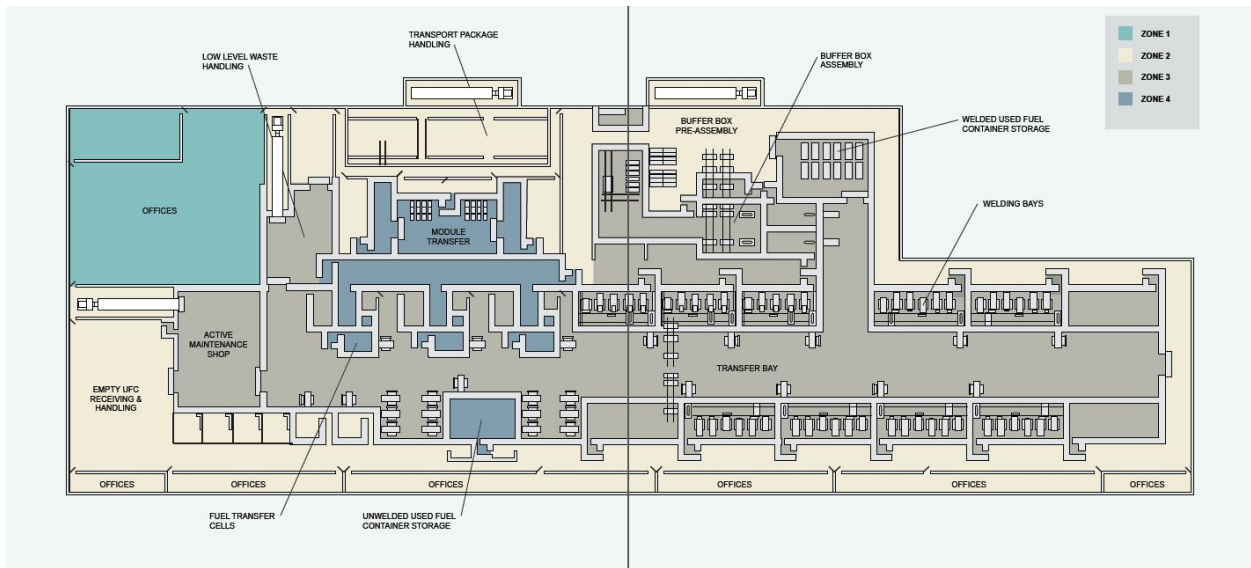 TRANSPORT PACKAGE
HANDLING
LOW LEVEL WASTE
HANDLING
BUFFER BOX
ASSEMBLY
ZONE 1
ZONE 2
ZONE 3
ZONE 4
BUFFER BOX
PRE-ASSEMBLY
WELDED USED FUEL
CONTAINER STORAGE
OFFICES
WELDING BAYS
MODULE
TRANSFER
ACTIVE
MAINTENANCE
SHOP
TRANSFER BAY
EMPTY UFC
RECEIVING &
HANDLING
OFFICES
OFFICES
OFFICES
OFFICES
OFFICES
OFFICES
FUEL TRANSFER
CELLS
UNWELDED USED FUEL
CONTAINER STORAGE